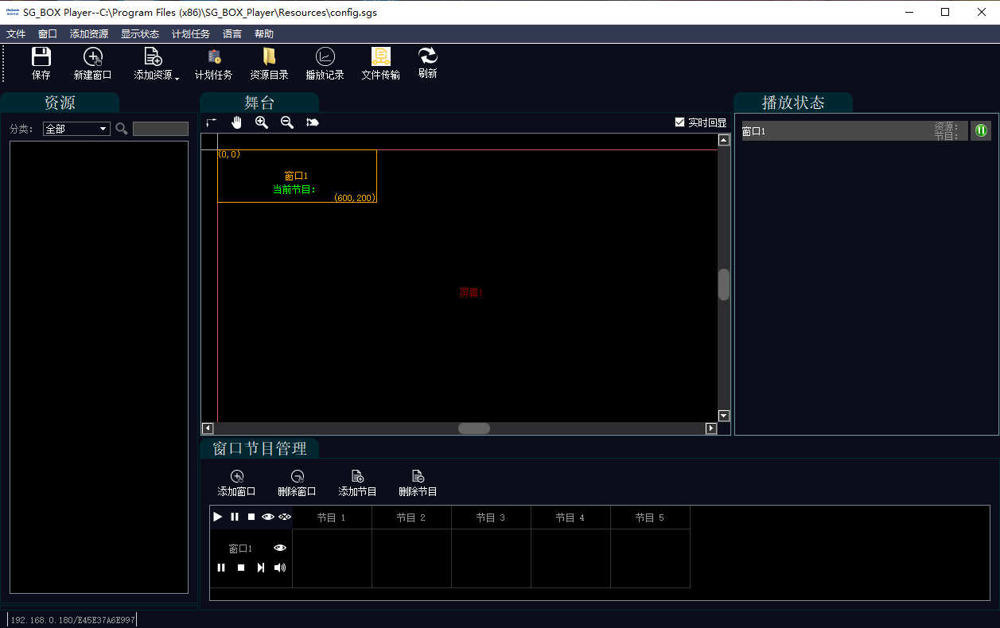 SG_BOX Player--C:\Program Files (x86)\SG_BOX_Player\Resources\config.sgs
文件 窗口 添加资源 显示状态 计划任务 语言 帮助
保存 新建窗口 添加资源 计划任务 资源目录 播放记录 文件传输 刷新
资源 舞台 播放状态
分类： 全部
实时回显
(0,0)
窗口1
当前节目：
(600,200)
屏幕1
窗口1
资源：
节目：
窗口节目管理
添加窗口 删除窗口 添加节目 删除节目
节目 1 节目 2 节目 3 节目 4 节目 5
窗口1
192.168.0.180/E45E37A6E997